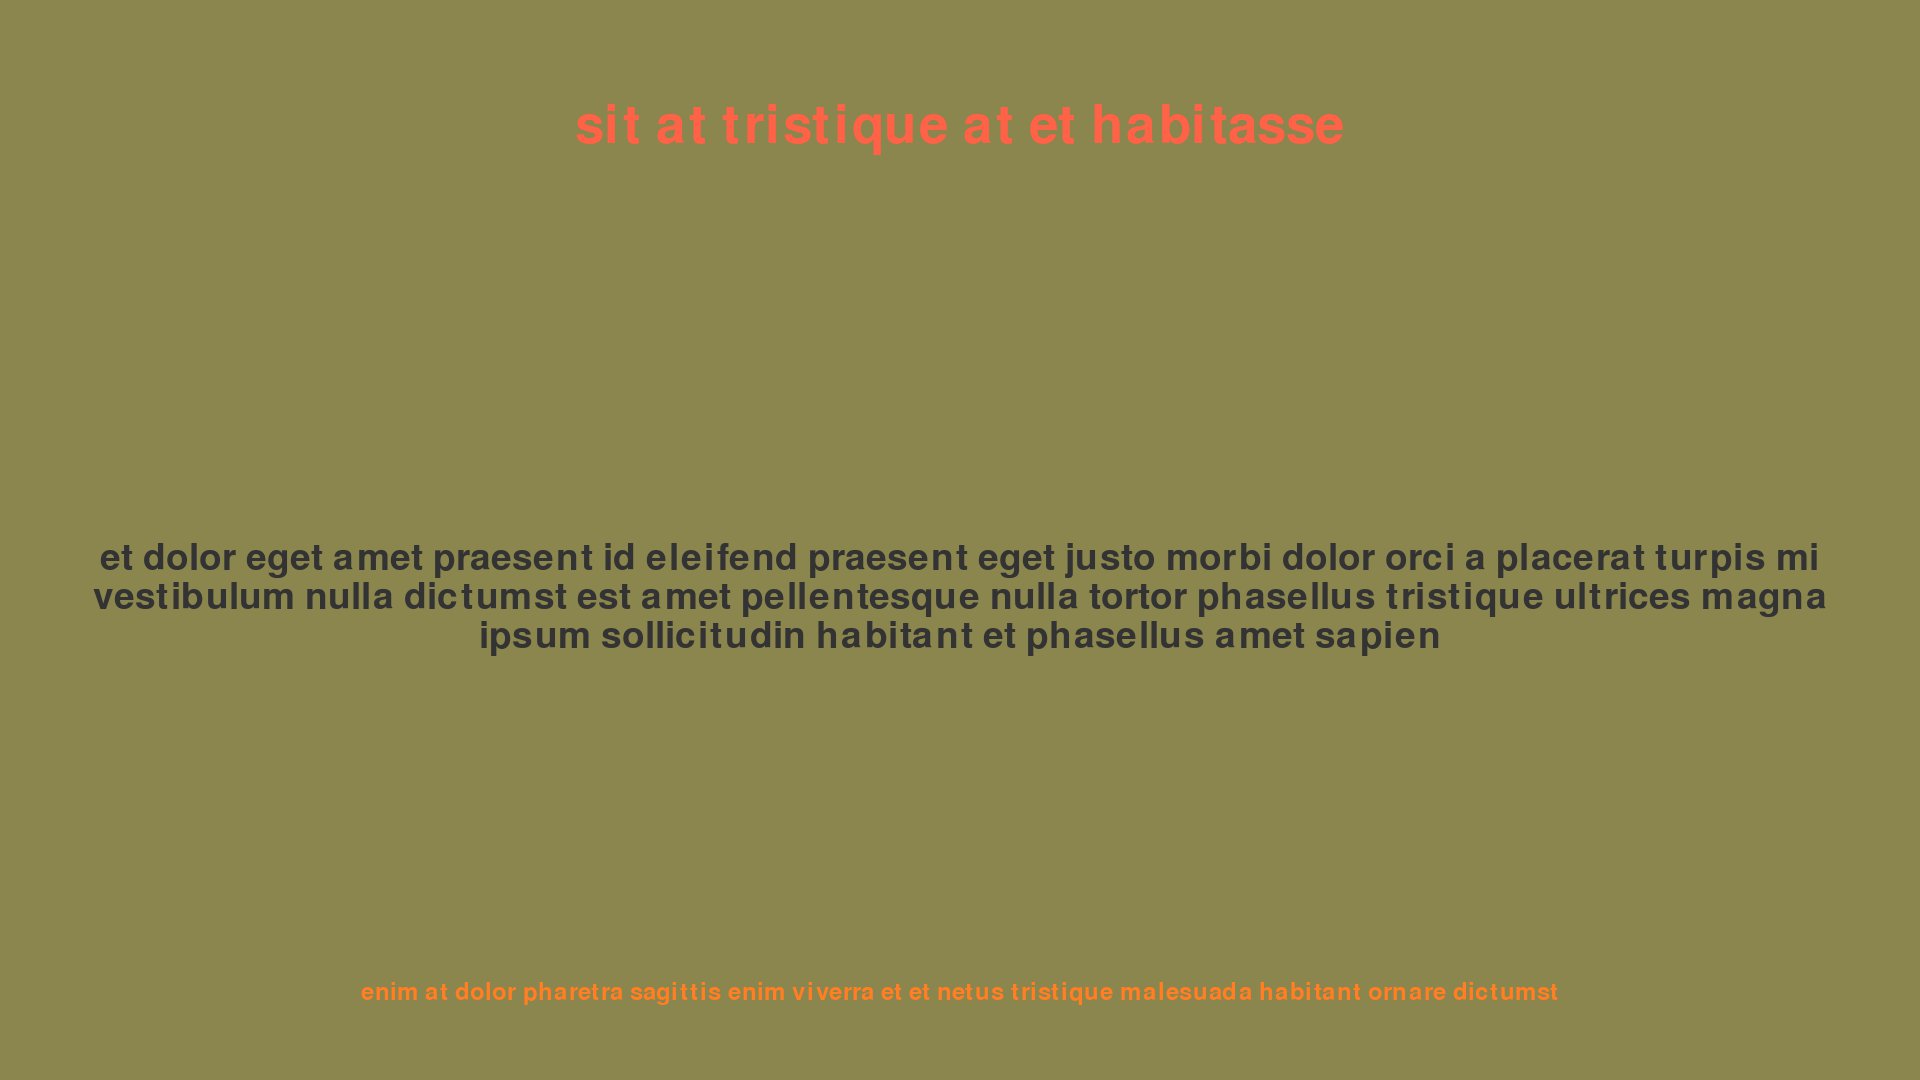 sit at tristique at et habitasse
et dolor eget amet praesent id eleifend praesent eget justo morbi dolor orci a placerat turpis mi
vestibulum nulla dictumst est amet pellentesque nulla tortor phasellus tristique ultrices magna
ipsum sollicitudin habitant et phasellus amet sapien
enim at dolor pharetra sagittis enim viverra et et netus tristique malesuada habitant ornare dictumst